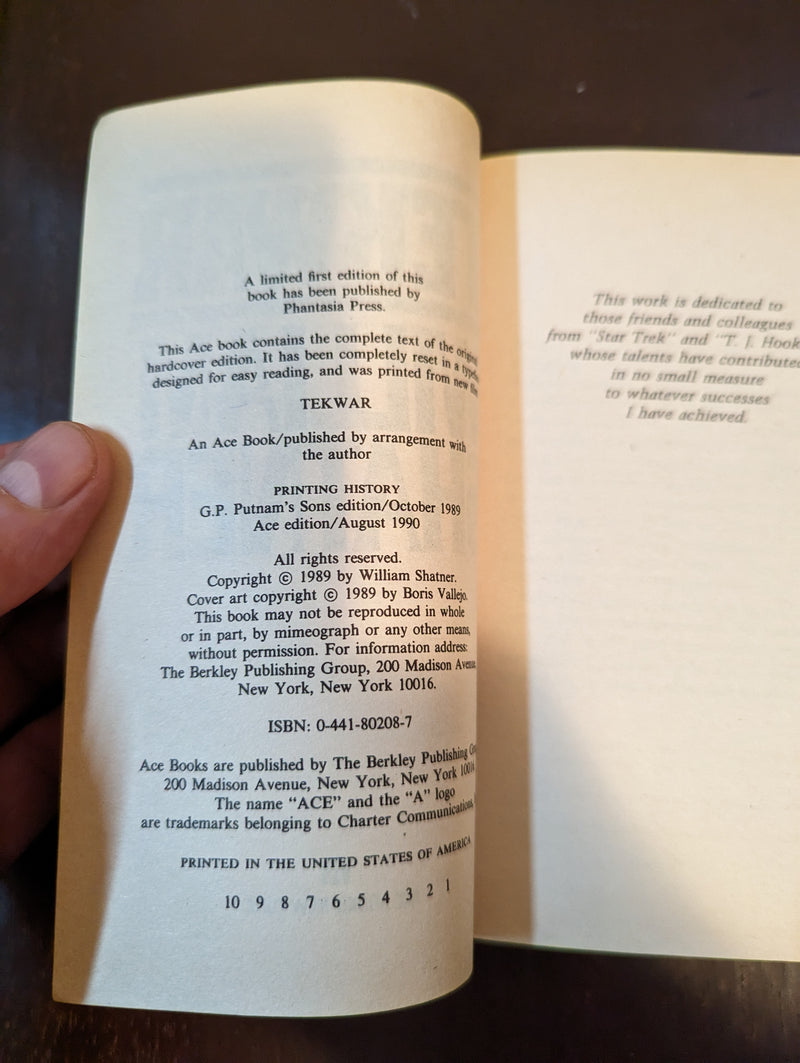 A limited first edition of this
book has been published by
Phantasia Press.
This Ace book contains the complete text of the
hardcover edition. It has been completely reset in a
designed for easy reading, and was printed from new
TEKWAR
An Ace Book/published by arrangement with
the author
PRINTING HISTORY
G.P. Putnam's Sons edition/October 1989
Ace edition/August 1990
All rights reserved.
Copyright © 1989 by William Shatner.
Cover art copyright © 1989 by Boris Vallejo.
This book may not be reproduced in whole
or in part, by mimeograph or any other means,
without permission. For information address:
The Berkley Publishing Group, 200 Madison Avenue
New York, New York 10016.
ISBN: 0-441-80208-7
Ace Books are published by The Berkley Publishing
200 Madison Avenue, New York, New York 10016
The name "ACE" and the "A" logo
are trademarks belonging to Charter Communications
PRINTED IN THE UNITED STATES OF AMERICA
10 9 8 7 6 5 4 3 2 1
This work is dedicated to
those friends and colleagues
from "Star Trek" and "T. J. Hook
whose talents have contributed
in no small measure
to whatever successes
I have achieved.